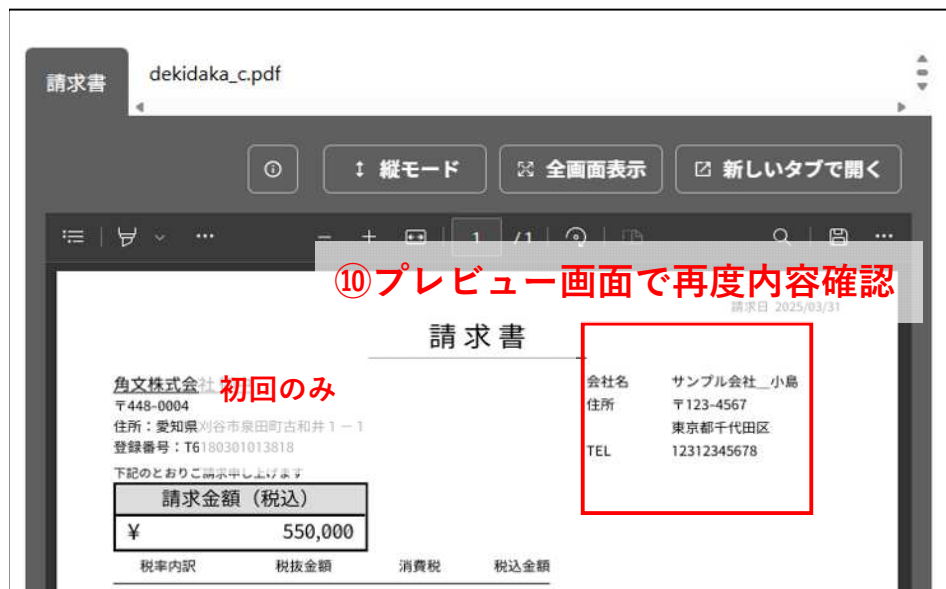 請求書
dekidaka_c.pdf
縦モード
全画面表示
新しいタブで開く
1 /1
⑩プレビュー画面で再度内容確認
請求日 2025/03/31
請求書
角文株式会社
初回のみ
〒448-0004
住所：愛知県刈谷市泉田町古和井１－１
登録番号：T6180301013818
下記のとおりご請求申し上げます
会社名 サンプル会社__小島
住所 〒123-4567
東京都千代田区
TEL 12312345678
請求金額（税込）
¥ 550,000
税率内訳 税抜金額 消費税 税込金額